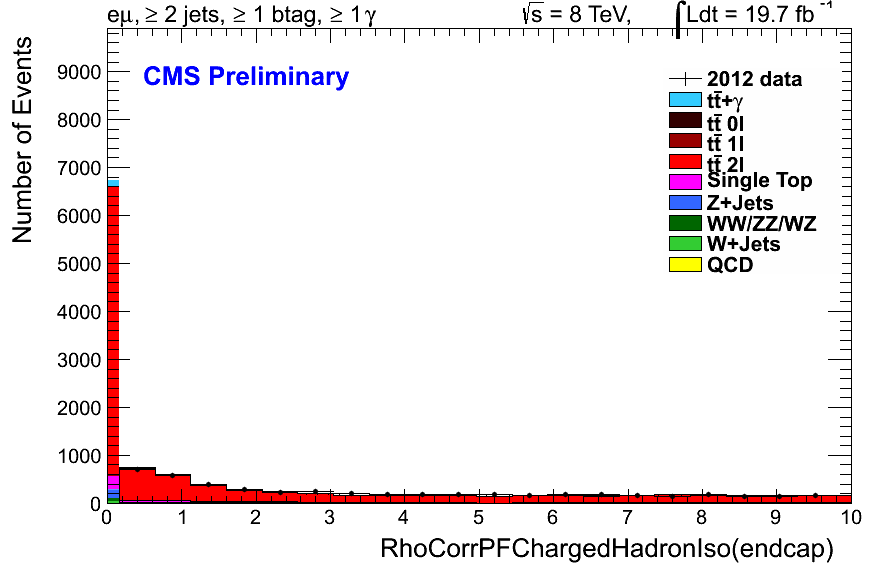 eμ, ≥ 2 jets, ≥ 1 btag, ≥ 1 γ
√s = 8 TeV, ∫Ldt = 19.7 fb⁻¹
CMS Preliminary
Number of Events
9000
8000
7000
6000
5000
4000
3000
2000
1000
0
2012 data
tt̄+γ
tt̄ 0l
tt̄ 1l
tt̄ 2l
Single Top
Z+Jets
WW/ZZ/WZ
W+Jets
QCD
0 1 2 3 4 5 6 7 8 9 10
RhoCorrPFChargedHadronIso(endcap)